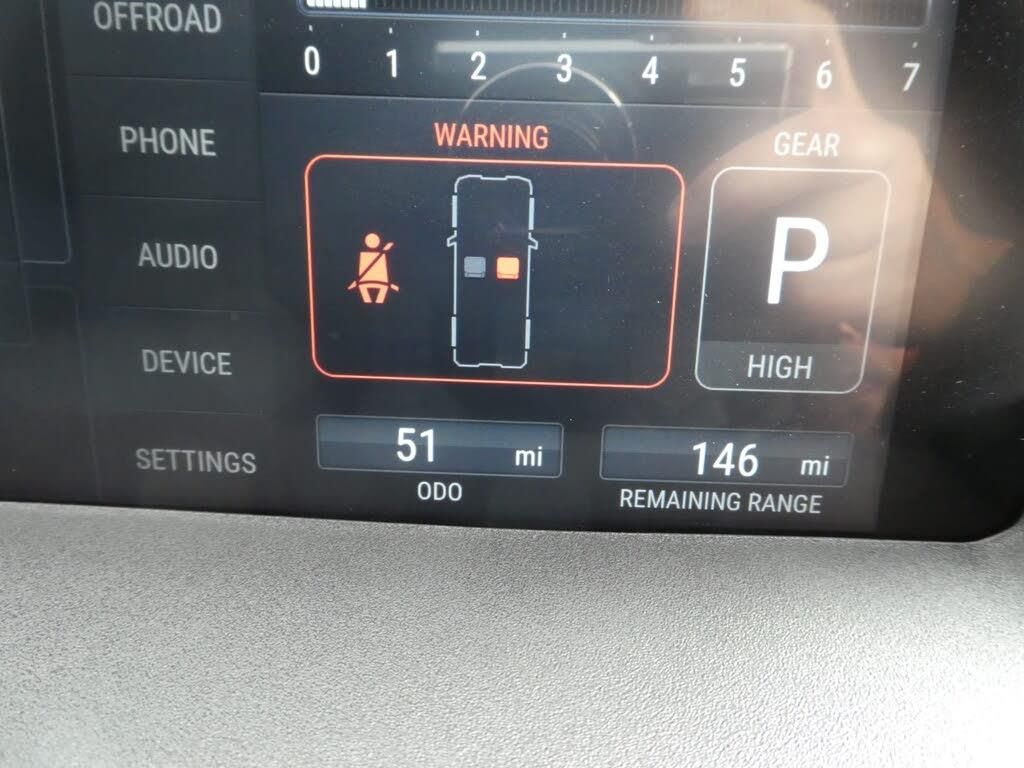 OFFROAD
0 1 2 3 4 5 6 7
PHONE
WARNING
GEAR
AUDIO
P
DEVICE
HIGH
SETTINGS
51 mi
146 mi
ODO
REMAINING RANGE